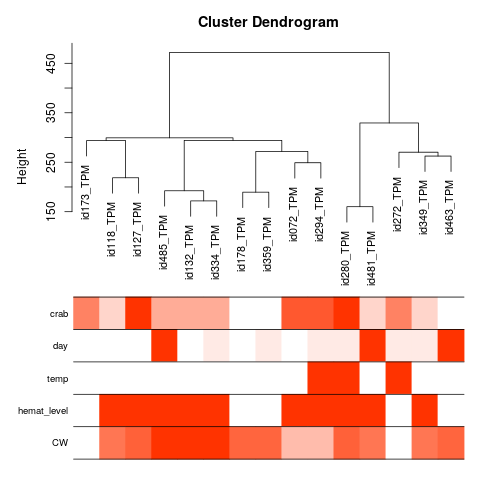 Cluster Dendrogram
Height
450
350
250
150
id173_TPM
id118_TPM
id127_TPM
id485_TPM
id132_TPM
id334_TPM
id178_TPM
id359_TPM
id072_TPM
id294_TPM
id280_TPM
id481_TPM
id272_TPM
id349_TPM
id463_TPM
crab
day
temp
hemat_level
CW